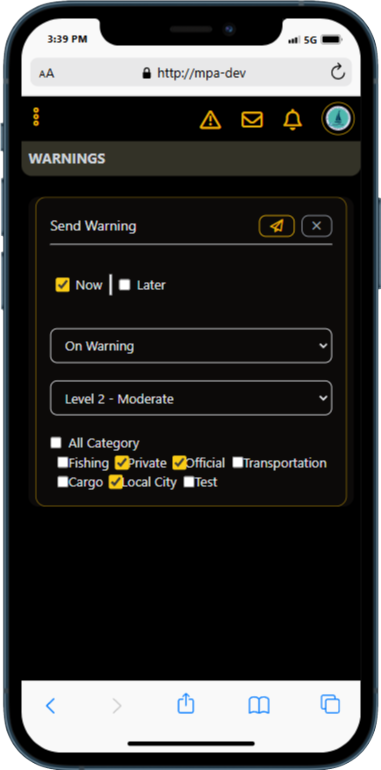 3:39 PM 5G
AA http://mpa-dev
WARNINGS
Send Warning
Now Later
On Warning
Level 2 - Moderate
All Category
Fishing Private Official Transportation
Cargo Local City Test